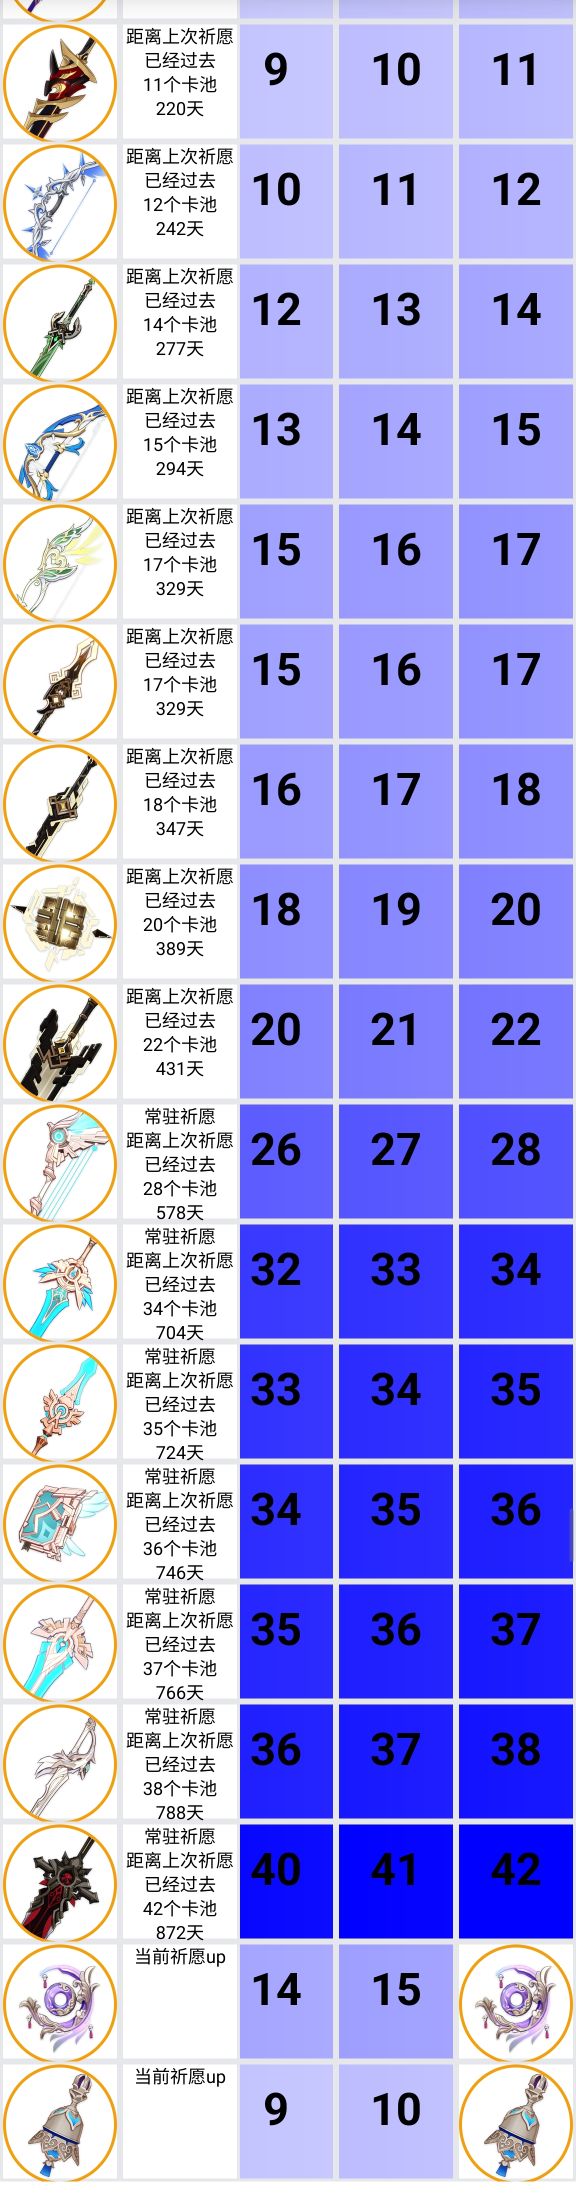 距离上次祈愿
已经过去
11个卡池
220天
9 10 11
距离上次祈愿
已经过去
12个卡池
242天
10 11 12
距离上次祈愿
已经过去
14个卡池
277天
12 13 14
距离上次祈愿
已经过去
15个卡池
294天
13 14 15
距离上次祈愿
已经过去
17个卡池
329天
15 16 17
距离上次祈愿
已经过去
17个卡池
329天
15 16 17
距离上次祈愿
已经过去
18个卡池
347天
16 17 18
距离上次祈愿
已经过去
20个卡池
389天
18 19 20
距离上次祈愿
已经过去
22个卡池
431天
20 21 22
常驻祈愿
距离上次祈愿
已经过去
28个卡池
578天
26 27 28
常驻祈愿
距离上次祈愿
已经过去
34个卡池
704天
32 33 34
常驻祈愿
距离上次祈愿
已经过去
35个卡池
724天
33 34 35
常驻祈愿
距离上次祈愿
已经过去
36个卡池
746天
34 35 36
常驻祈愿
距离上次祈愿
已经过去
37个卡池
766天
35 36 37
常驻祈愿
距离上次祈愿
已经过去
38个卡池
788天
36 37 38
常驻祈愿
距离上次祈愿
已经过去
42个卡池
872天
40 41 42
当前祈愿up
14 15
当前祈愿up
9 10